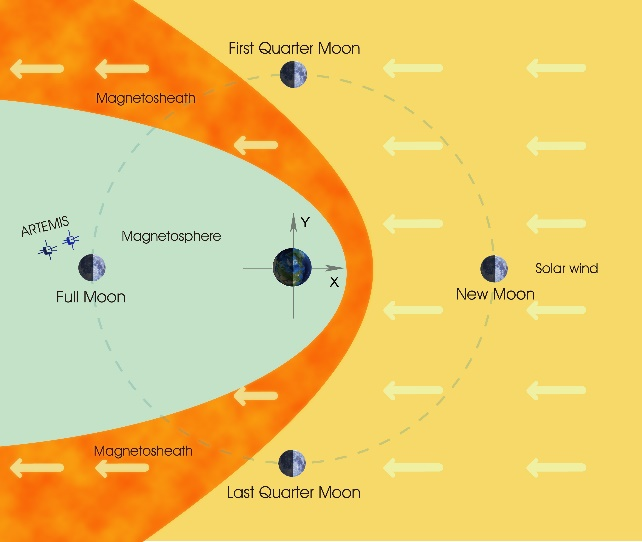 First Quarter Moon
Magnetosheath
ARTEMIS
Y
Magnetosphere
X
Solar wind
Full Moon
New Moon
Magnetosheath
Last Quarter Moon